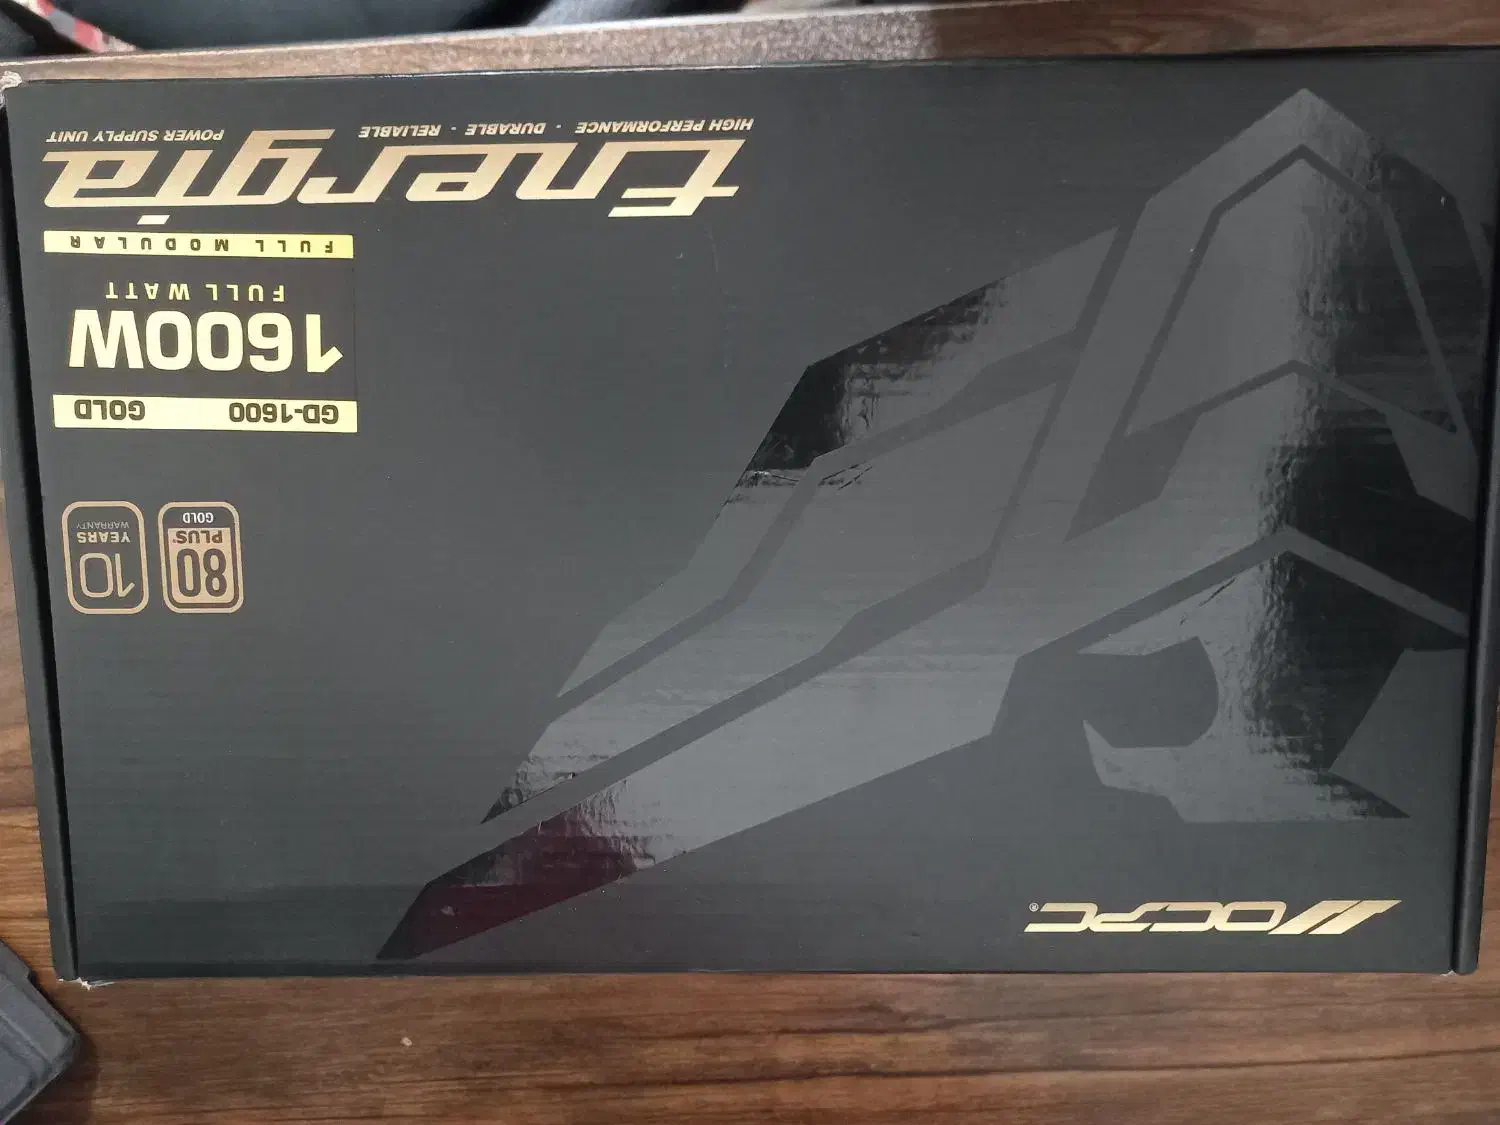 OCPC®
80 PLUS® GOLD
10 YEARS WARRANTY
GD-1600 GOLD
1600W
FULL WATT
FULL MODULAR
Energia
HIGH PERFORMANCE · DURABLE · RELIABLE POWER SUPPLY UNIT